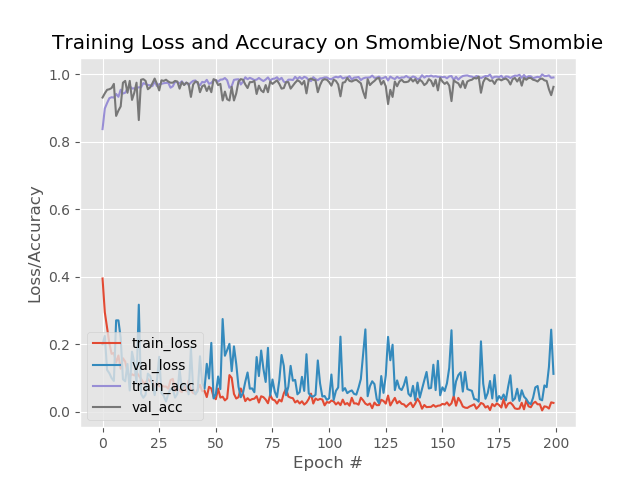 Training Loss and Accuracy on Smombie/Not Smombie
1.0
0.8
0.6
0.4
0.2
0.0
Loss/Accuracy
train_loss
val_loss
train_acc
val_acc
0 25 50 75 100 125 150 175 200
Epoch #